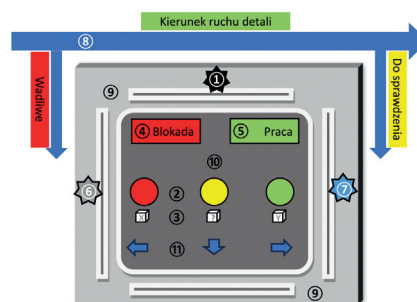 Kierunek ruchu detali
⑧
Wadliwe
Do sprawdzenia
①
⑨
④ Blokada
⑤ Praca
⑩
⑥
②
⑦
③
X
?
Y
⑪
⑨